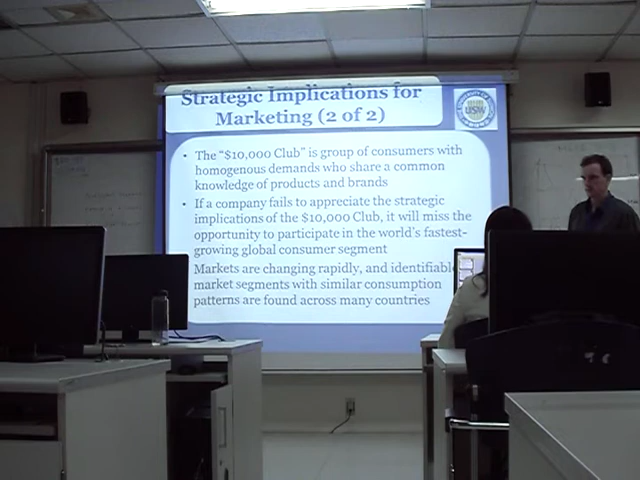 Strategic Implications for
Marketing (2 of 2)
• The "$10,000 Club" is group of consumers with
homogenous demands who share a common
knowledge of products and brands
• If a company fails to appreciate the strategic
implications of the $10,000 Club, it will miss the
opportunity to participate in the world's fastest-
growing global consumer segment
Markets are changing rapidly, and identifiable
market segments with similar consumption
patterns are found across many countries